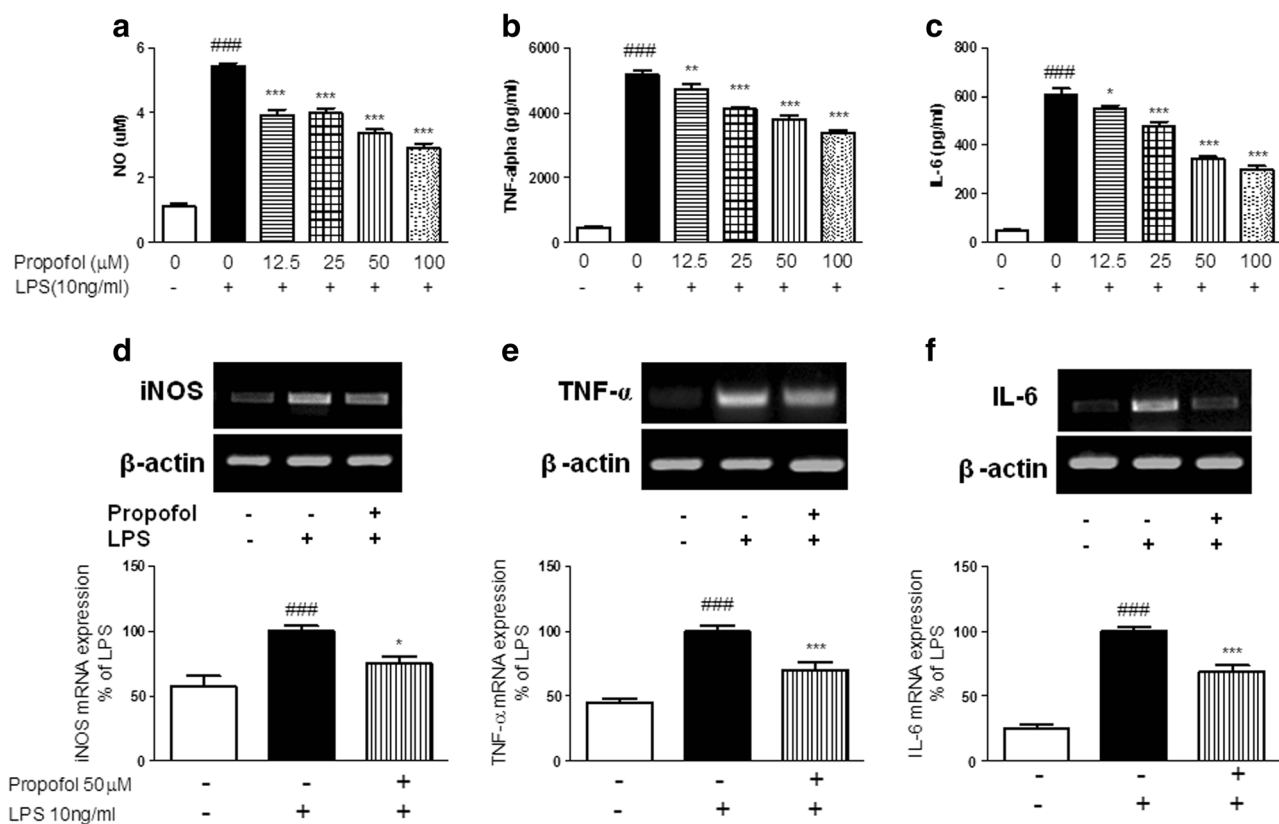 a
###
6
***
***
***
***
4
2
0
NO (uM)
Propofol (μM) 0 0 12.5 25 50 100
LPS(10ng/ml) - + + + + +
b
###
6000
**
***
***
***
4000
2000
0
TNF-alpha (pg/ml)
0 0 12.5 25 50 100
- + + + + +
c
800
###
*
***
***
***
600
400
200
0
IL-6 (pg/ml)
0 0 12.5 25 50 100
- + + + + +
d
iNOS
β-actin
Propofol - - +
LPS - + +
150
###
100
*
50
0
iNOS mRNA expression
% of LPS
Propofol 50μM - - +
LPS 10ng/ml - + +
e
TNF-α
β-actin
- - +
- + +
150
###
100
***
50
0
TNF-α mRNA expression
% of LPS
- - +
- + +
f
IL-6
β-actin
- - +
- + +
150
###
100
***
50
0
IL-6 mRNA expression
% of LPS
- - +
- + +